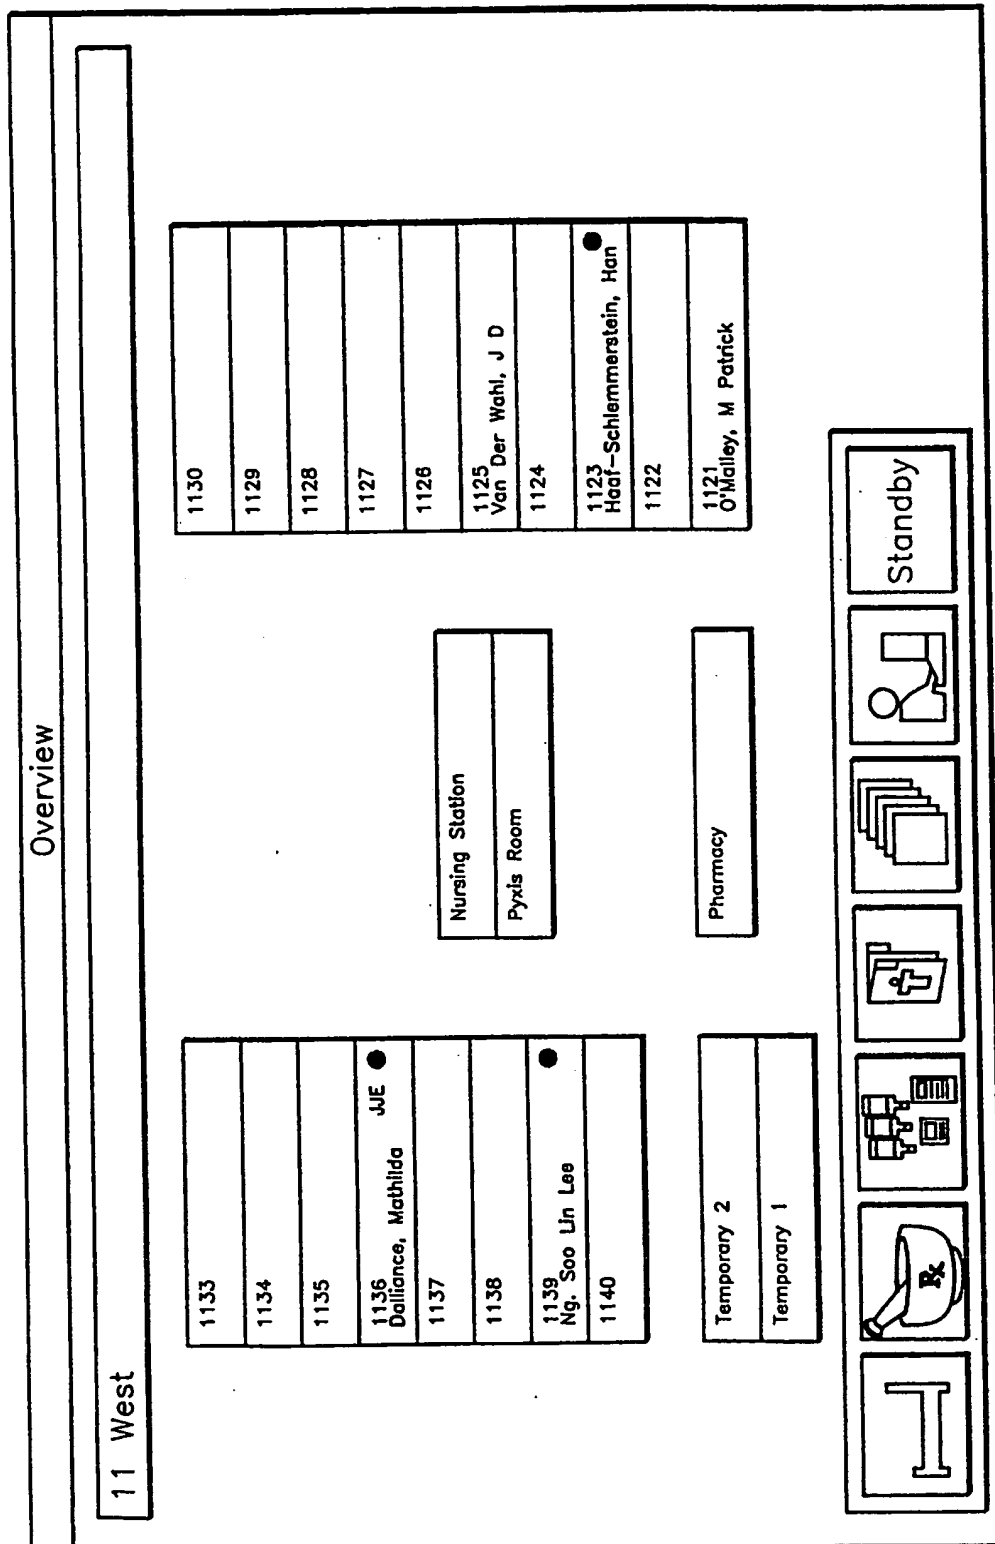 Overview
11 West
1133
1134
1135
1136
Dalliance, Mathilda JJE
1137
1138
1139
Ng. Soo Lin Lee
1140
Temporary 2
Temporary 1
Nursing Station
Pyxis Room
Pharmacy
1130
1129
1128
1127
1126
1125
Van Der Wahl, J D
1124
1123
Haaf-Schlemmerstein, Han
1122
1121
O'Malley, M Patrick
Rx
Standby